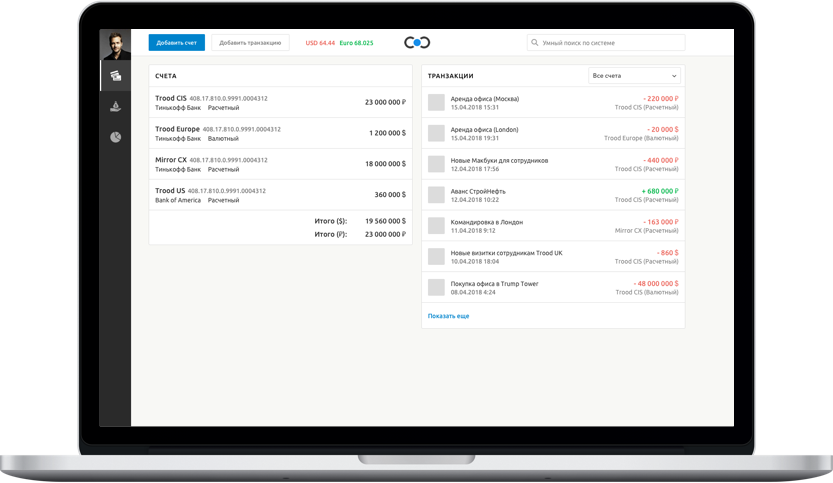 Добавить счет
Добавить транзакцию
USD 64.44 Euro 68.025
Умный поиск по системе
СЧЕТА
Trood CIS 408.17.810.0.9991.0004312
Тинькофф Банк Расчетный
23 000 000 ₽
Trood Europe 408.17.810.0.9991.0004312
Тинькофф Банк Валютный
1 200 000 $
Mirror CX 408.17.810.0.9991.0004312
Тинькофф Банк Расчетный
18 000 000 $
Trood US 408.17.810.0.9991.0004312
Bank of America Расчетный
360 000 $
Итого ($): 19 560 000 $
Итого (₽): 23 000 000 ₽
ТРАНЗАКЦИИ
Все счета
Аренда офиса (Москва)
15.04.2018 15:31
- 220 000 ₽
Trood CIS (Расчетный)
Аренда офиса (London)
15.04.2018 19:31
- 20 000 $
Trood Europe (Валютный)
Новые Макбуки для сотрудников
12.04.2018 17:56
- 440 000 ₽
Trood CIS (Расчетный)
Аванс СтройНефть
12.04.2018 10:22
+ 680 000 ₽
Trood CIS (Расчетный)
Командировка в Лондон
11.04.2018 9:12
- 163 000 ₽
Mirror CX (Расчетный)
Новые визитки сотрудникам Trood UK
10.04.2018 18:04
- 860 $
Trood CIS (Расчетный)
Покупка офиса в Trump Tower
08.04.2018 4:24
- 48 000 000 $
Trood CIS (Валютный)
Показать еще